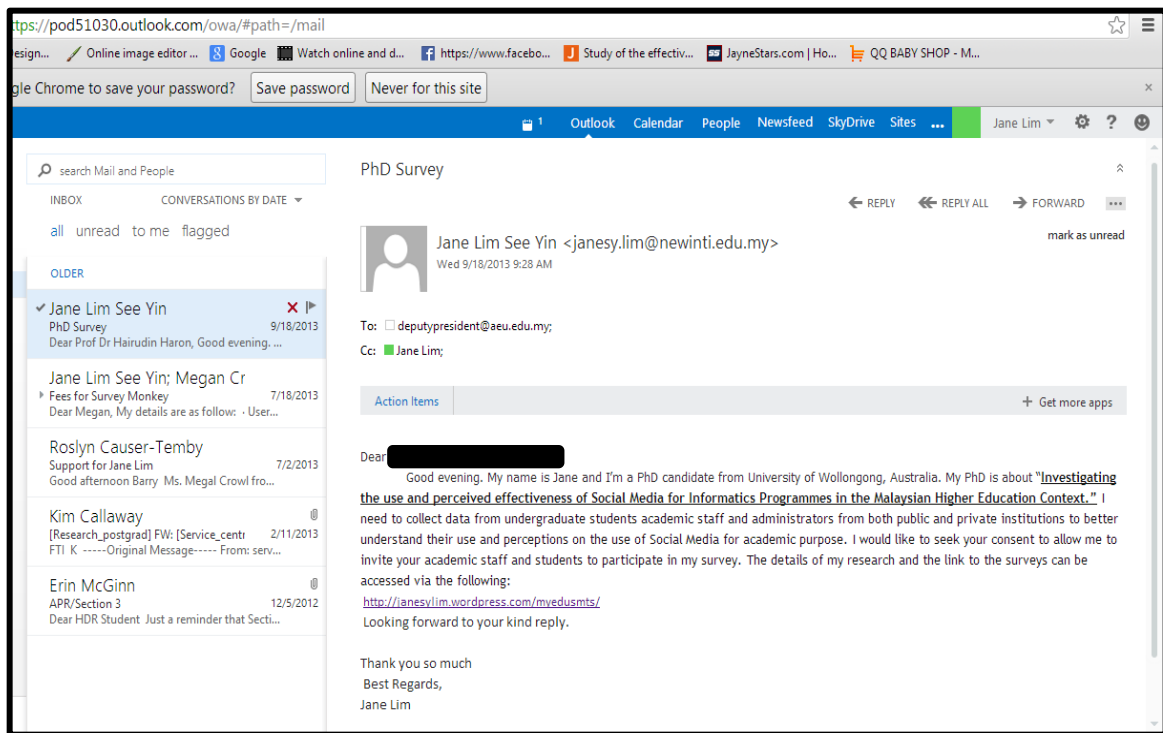 ttps://pod51030.outlook.com/owa/#path=/mail
esign... Online image editor ... Google Watch online and d... https://www.facebo... Study of the effectiv... JayneStars.com | Ho... QQ BABY SHOP - M...
gle Chrome to save your password? Save password Never for this site
1 Outlook Calendar People Newsfeed SkyDrive Sites ... Jane Lim
search Mail and People
INBOX CONVERSATIONS BY DATE
all unread to me flagged
OLDER
Jane Lim See Yin
PhD Survey 9/18/2013
Dear Prof Dr Hairudin Haron, Good evening. ...
Jane Lim See Yin; Megan Cr
Fees for Survey Monkey 7/18/2013
Dear Megan, My details are as follow: · User...
Roslyn Causer-Temby
Support for Jane Lim 7/2/2013
Good afternoon Barry Ms. Megal Crowl fro...
Kim Callaway
[Research_postgrad] FW: [Service_centr 2/11/2013
FTI K -----Original Message----- From: serv...
Erin McGinn
APR/Section 3 12/5/2012
Dear HDR Student Just a reminder that Secti...
PhD Survey
REPLY REPLY ALL FORWARD ...
mark as unread
Jane Lim See Yin <janesy.lim@newinti.edu.my>
Wed 9/18/2013 9:28 AM
To: deputypresident@aeu.edu.my;
Cc: Jane Lim;
Action Items + Get more apps
Dear
Good evening. My name is Jane and I'm a PhD candidate from University of Wollongong, Australia. My PhD is about "Investigating
the use and perceived effectiveness of Social Media for Informatics Programmes in the Malaysian Higher Education Context." I
need to collect data from undergraduate students academic staff and administrators from both public and private institutions to better
understand their use and perceptions on the use of Social Media for academic purpose. I would like to seek your consent to allow me to
invite your academic staff and students to participate in my survey. The details of my research and the link to the surveys can be
accessed via the following:
http://janesylim.wordpress.com/myedusmts/
Looking forward to your kind reply.
Thank you so much
Best Regards,
Jane Lim